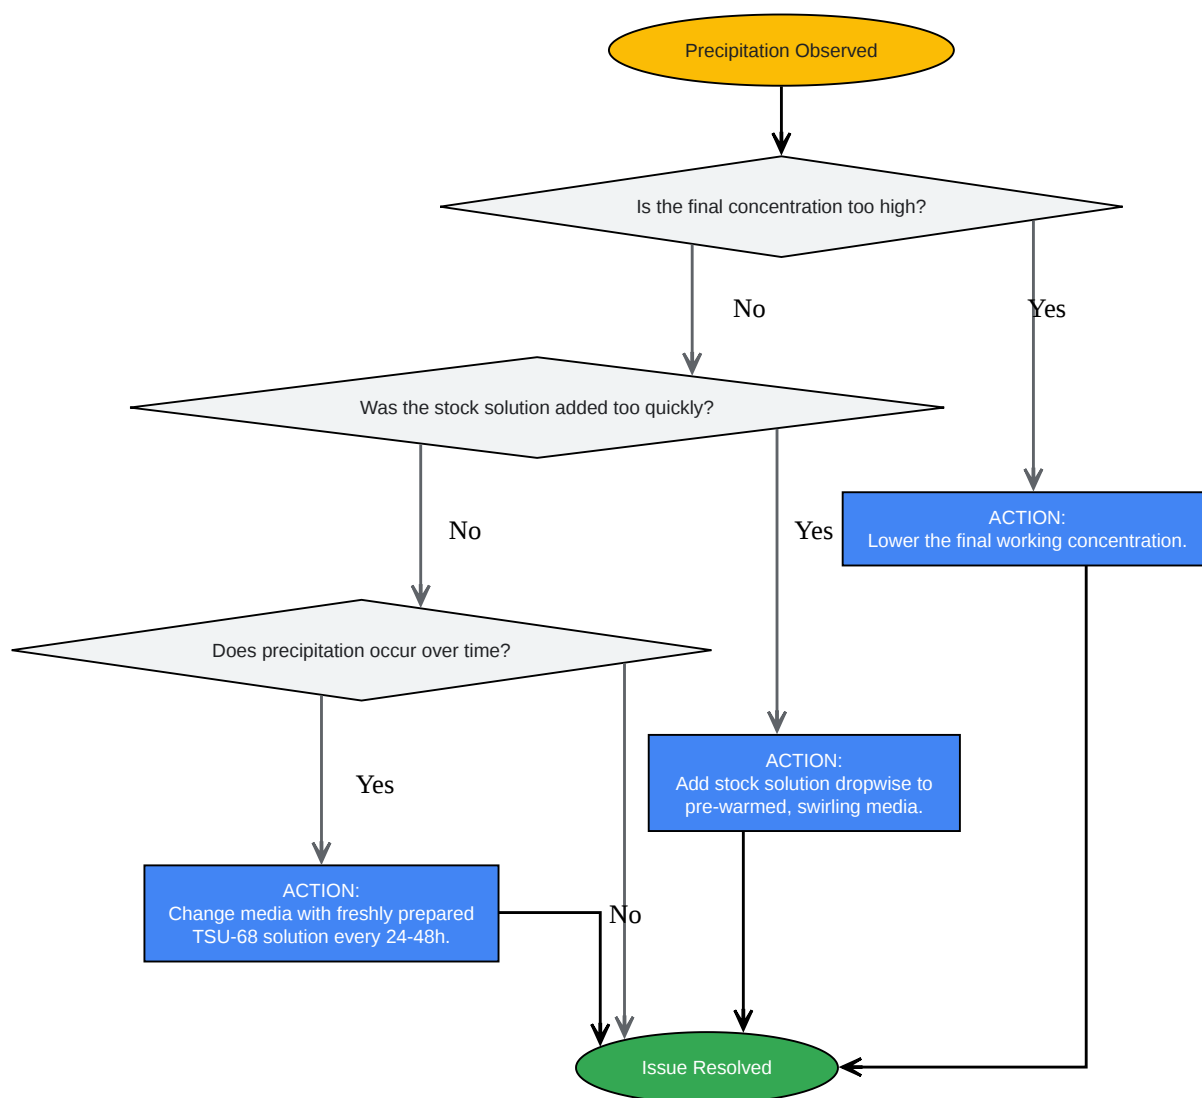 Precipitation Observed
Is the final concentration too high?
No
Yes
Was the stock solution added too quickly?
No
Yes
ACTION:
Lower the final working concentration.
Does precipitation occur over time?
Yes
ACTION:
Add stock solution dropwise to
pre-warmed, swirling media.
ACTION:
Change media with freshly prepared
TSU-68 solution every 24-48h.
No
Issue Resolved